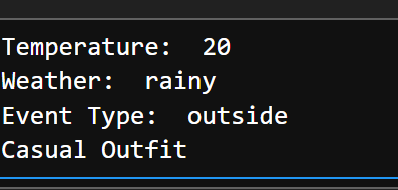 Temperature:  20
Weather:  rainy
Event Type:  outside
Casual Outfit